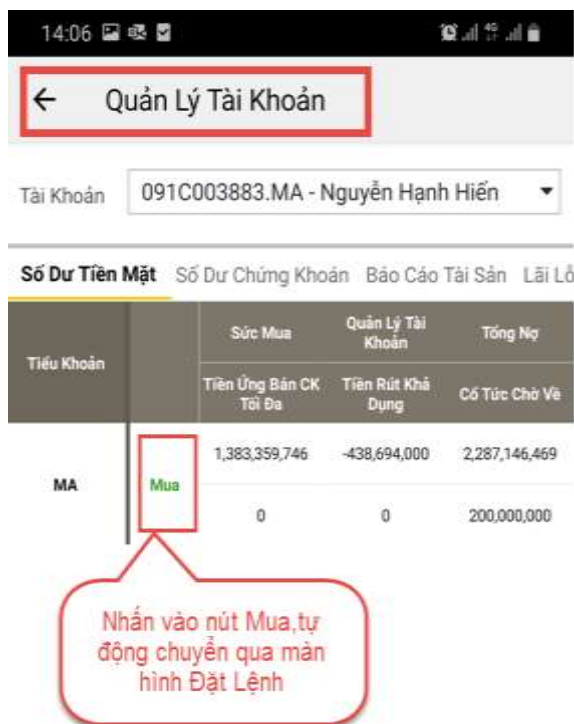 14:06
4G
Quản Lý Tài Khoản
Tài Khoản
091C003883.MA - Nguyễn Hạnh Hiến
Số Dư Tiền Mặt Số Dư Chứng Khoán Báo Cáo Tài Sản Lãi Lỗ
Tiểu Khoản
Sức Mua
Quản Lý Tài
Khoản
Tổng Nợ
Tiền Ứng Bán CK
Tối Đa
Tiền Rút Khả
Dụng
Cổ Tức Chờ Về
MA
Mua
1,383,359,746 -438,694,000 2,287,146,469
0 0 200,000,000
Nhấn vào nút Mua,tự
động chuyển qua màn
hình Đặt Lệnh